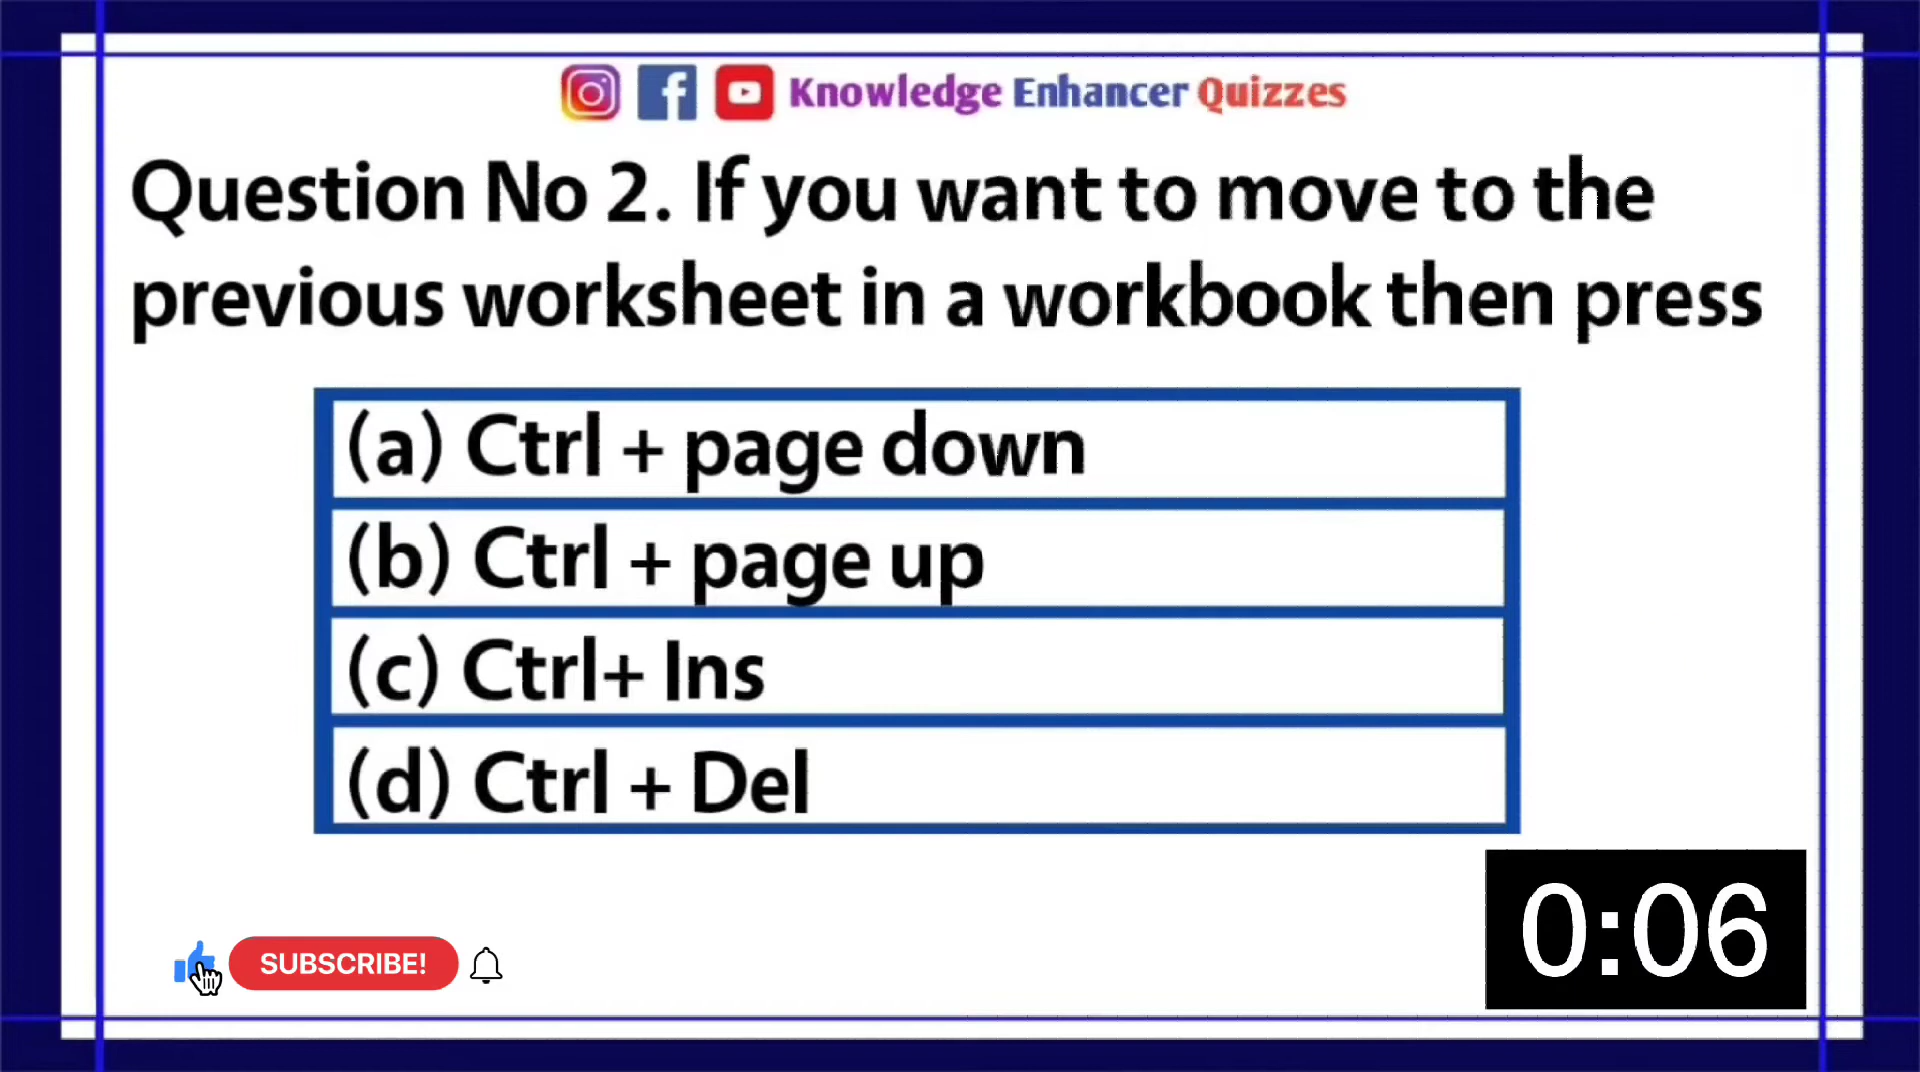 Knowledge Enhancer Quizzes
Question No 2. If you want to move to the
previous worksheet in a workbook then press
(a) Ctrl + page down
(b) Ctrl + page up
(c) Ctrl+ Ins
(d) Ctrl + Del
SUBSCRIBE!
0:06